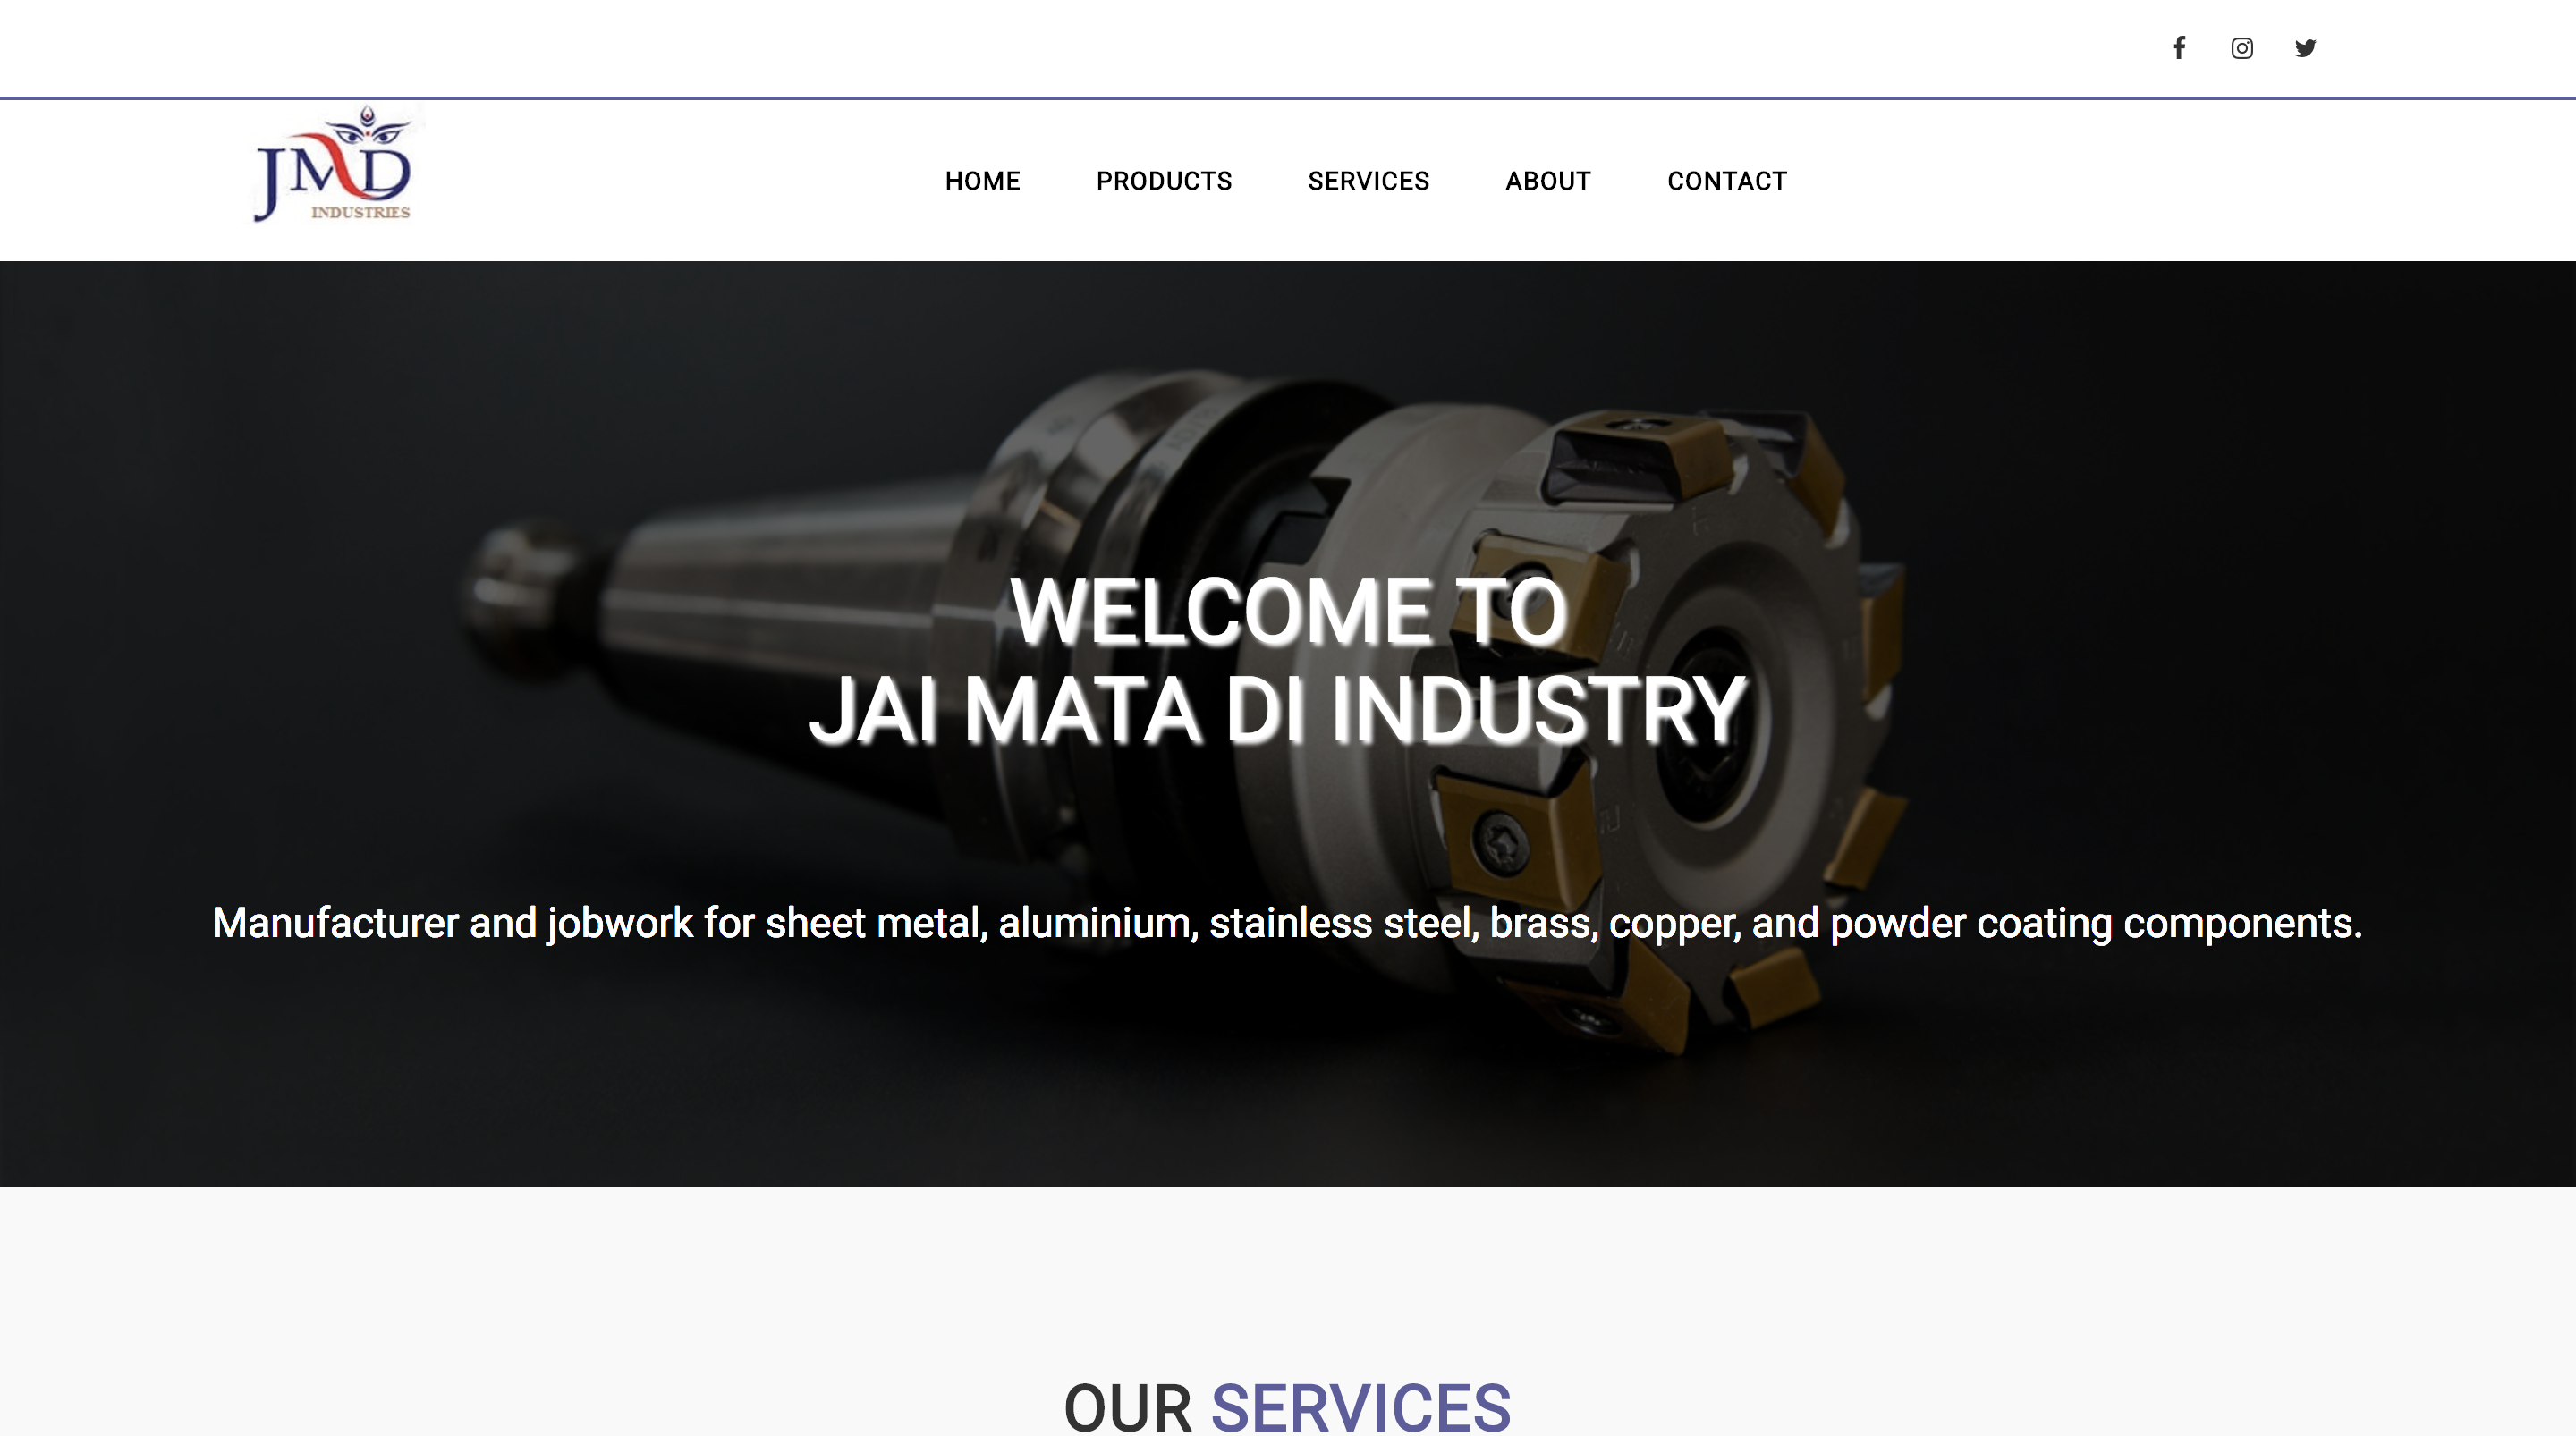 JMD
INDUSTRIES
HOME PRODUCTS SERVICES ABOUT CONTACT
WELCOME TO
JAI MATA DI INDUSTRY
Manufacturer and jobwork for sheet metal, aluminium, stainless steel, brass, copper, and powder coating components.
OUR SERVICES